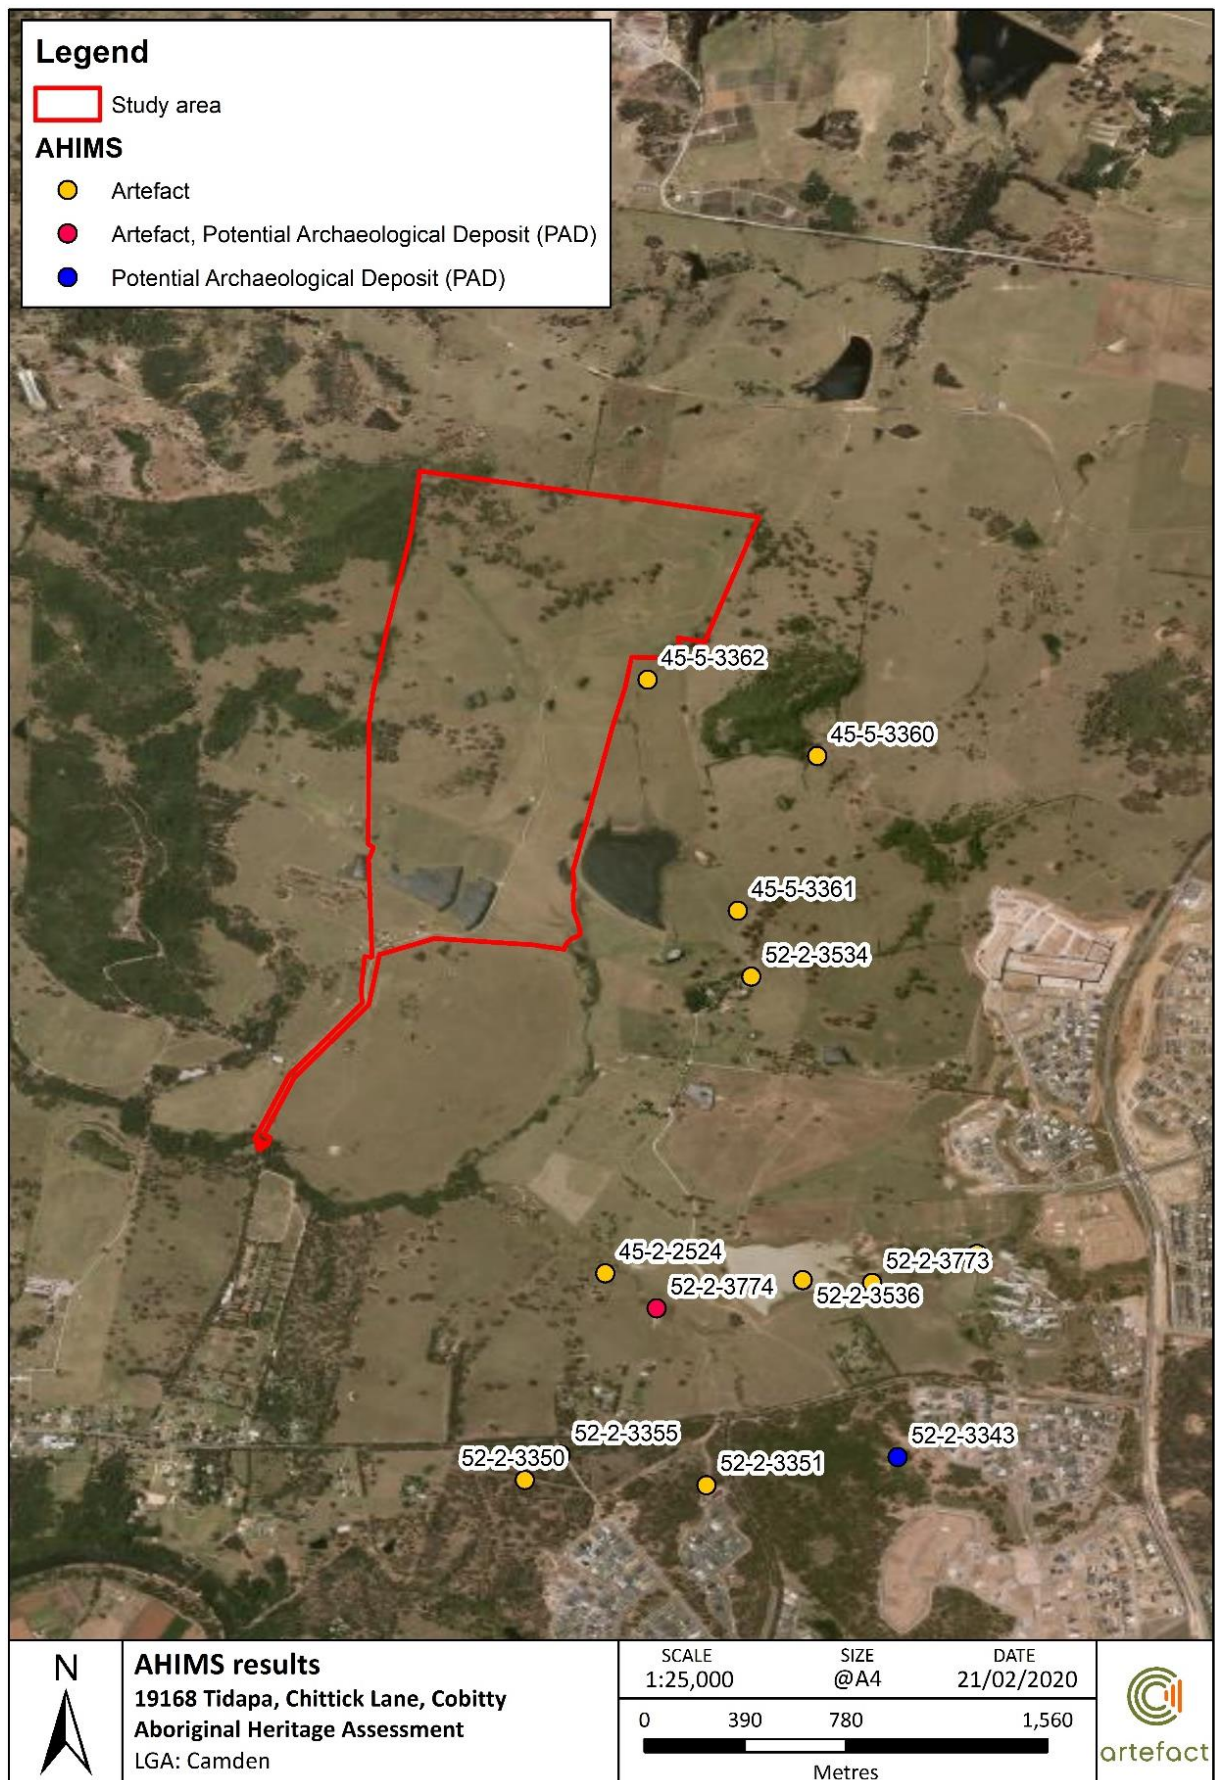 Legend
Study area
AHIMS
Artefact
Artefact, Potential Archaeological Deposit (PAD)
Potential Archaeological Deposit (PAD)
45-5-3362
45-5-3360
45-5-3361
52-2-3534
45-2-2524
52-2-3773
52-2-3774
52-2-3536
52-2-3355
52-2-3343
52-2-3350
52-2-3351
N
AHIMS results
19168 Tidapa, Chittick Lane, Cobitty
Aboriginal Heritage Assessment
LGA: Camden
SCALE
1:25,000
SIZE
@A4
DATE
21/02/2020
0 390 780 1,560
Metres
artefact